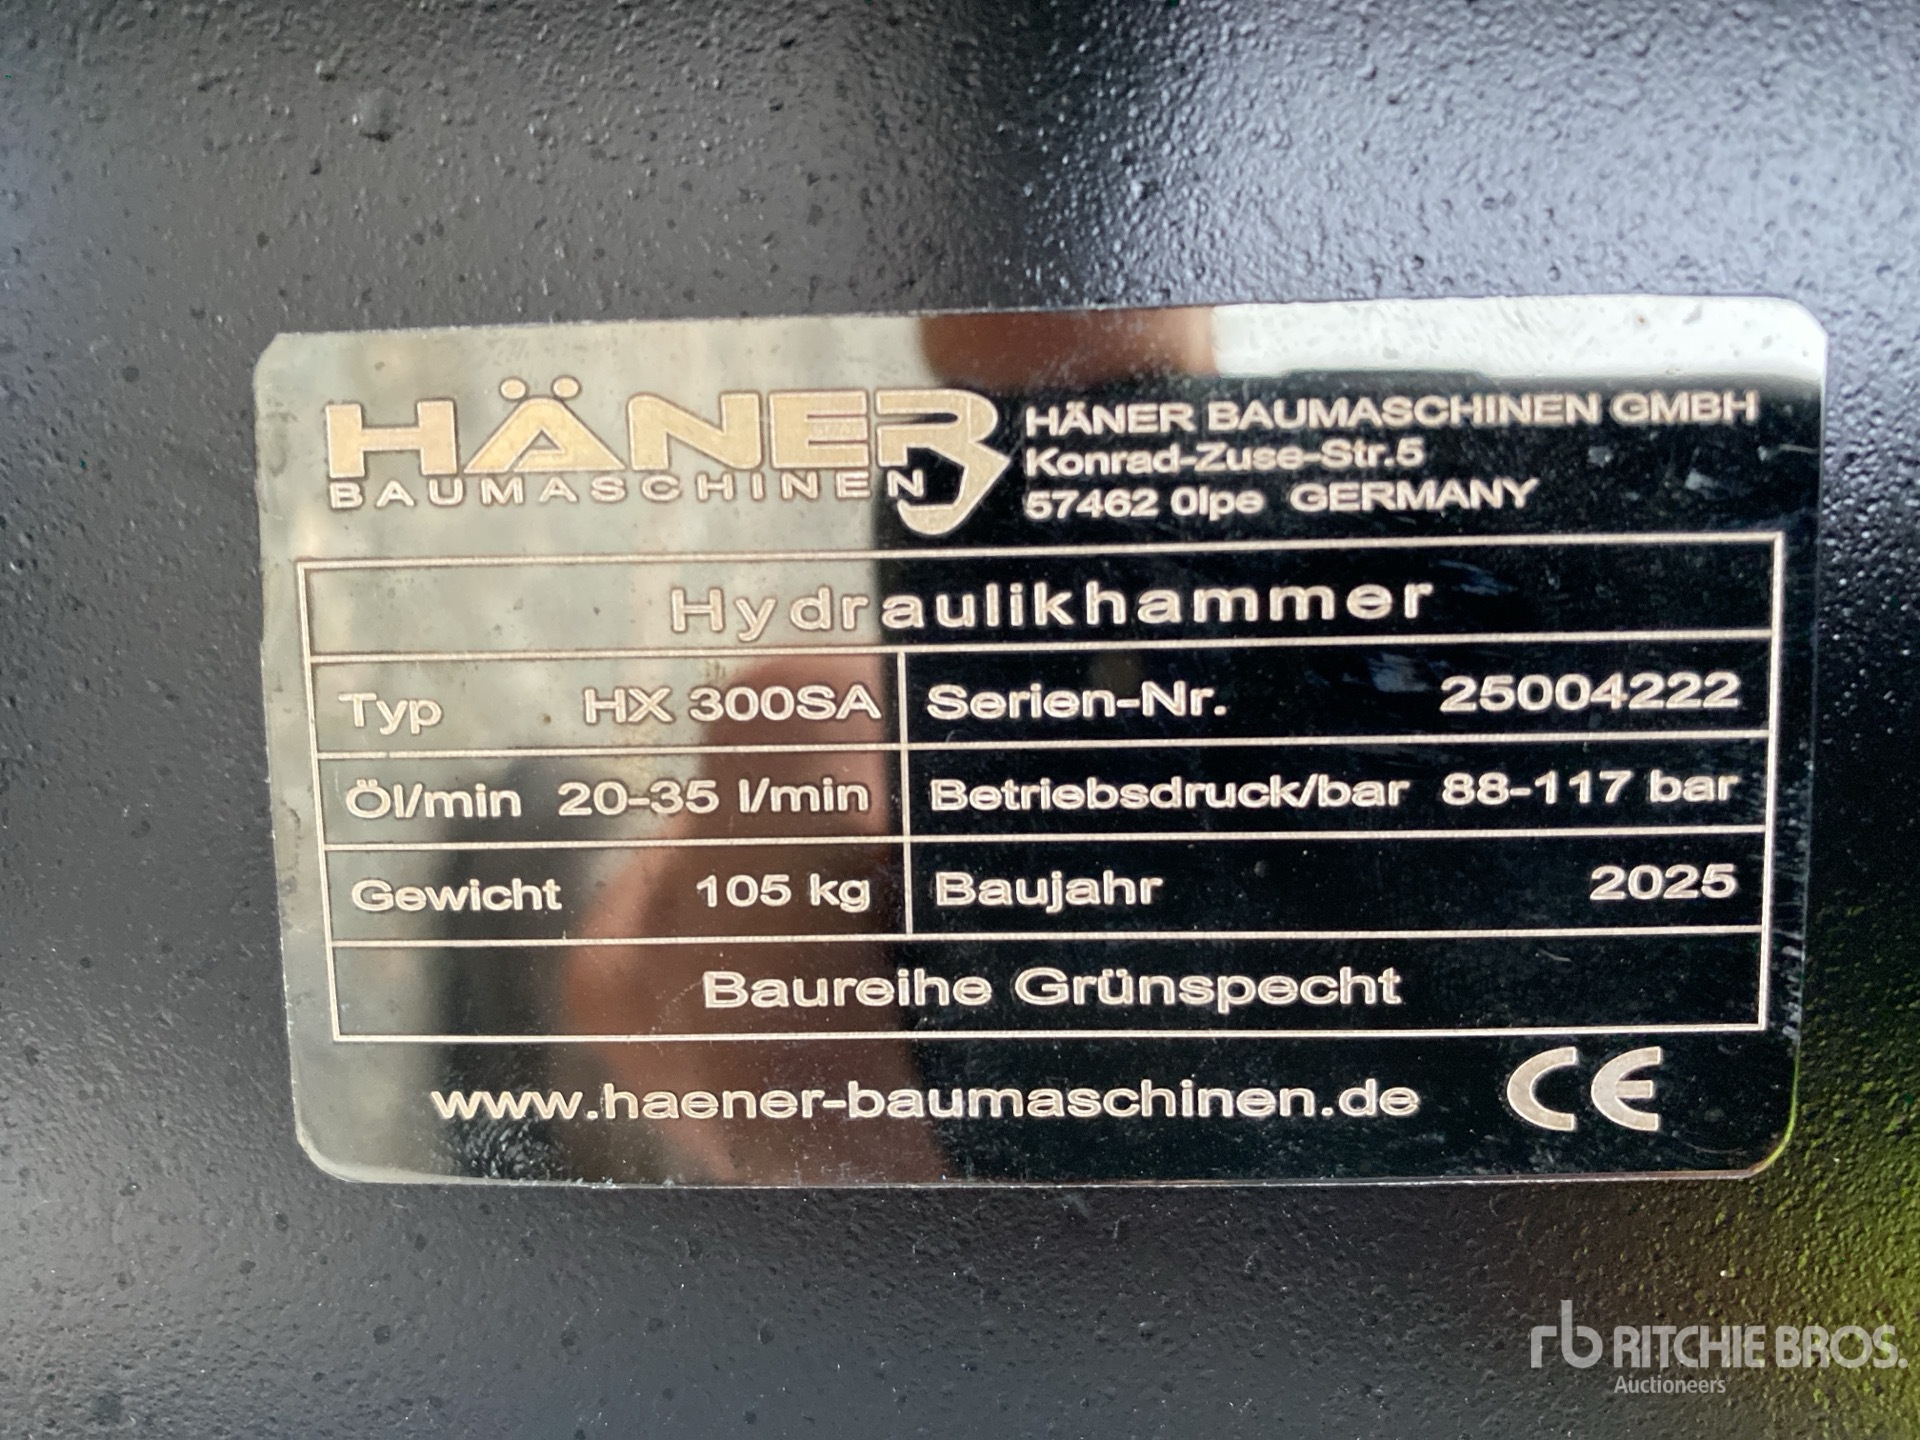 HÄNER
BAUMASCHINEN
HÄNER BAUMASCHINEN GMBH
Konrad-Zuse-Str.5
57462 Olpe GERMANY
Hydraulikhammer
Typ HX 300SA Serien-Nr. 25004222
Öl/min 20-35 l/min Betriebsdruck/bar 88-117 bar
Gewicht 105 kg Baujahr 2025
Baureihe Grünspecht
www.haener-baumaschinen.de CE
rb RITCHIE BROS.
Auctioneers